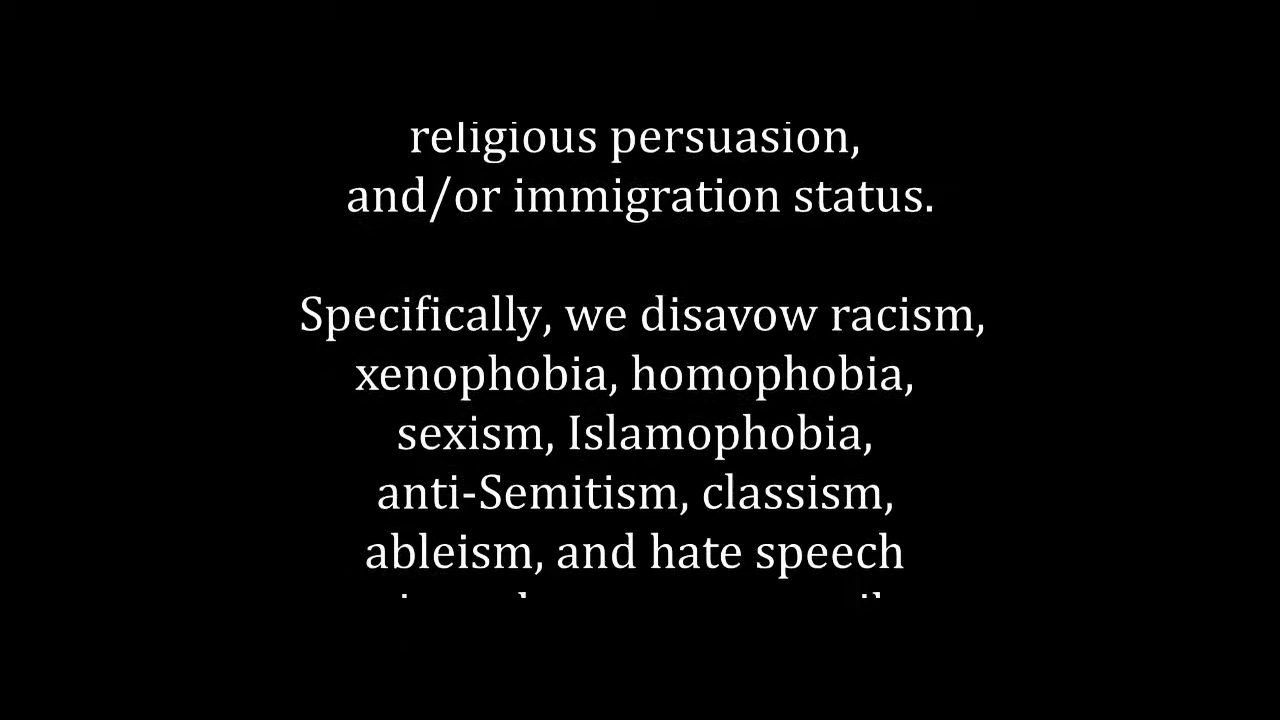 religious persuasion,
and/or immigration status.
Specifically, we disavow racism,
xenophobia, homophobia,
sexism, Islamophobia,
anti-Semitism, classism,
ableism, and hate speech